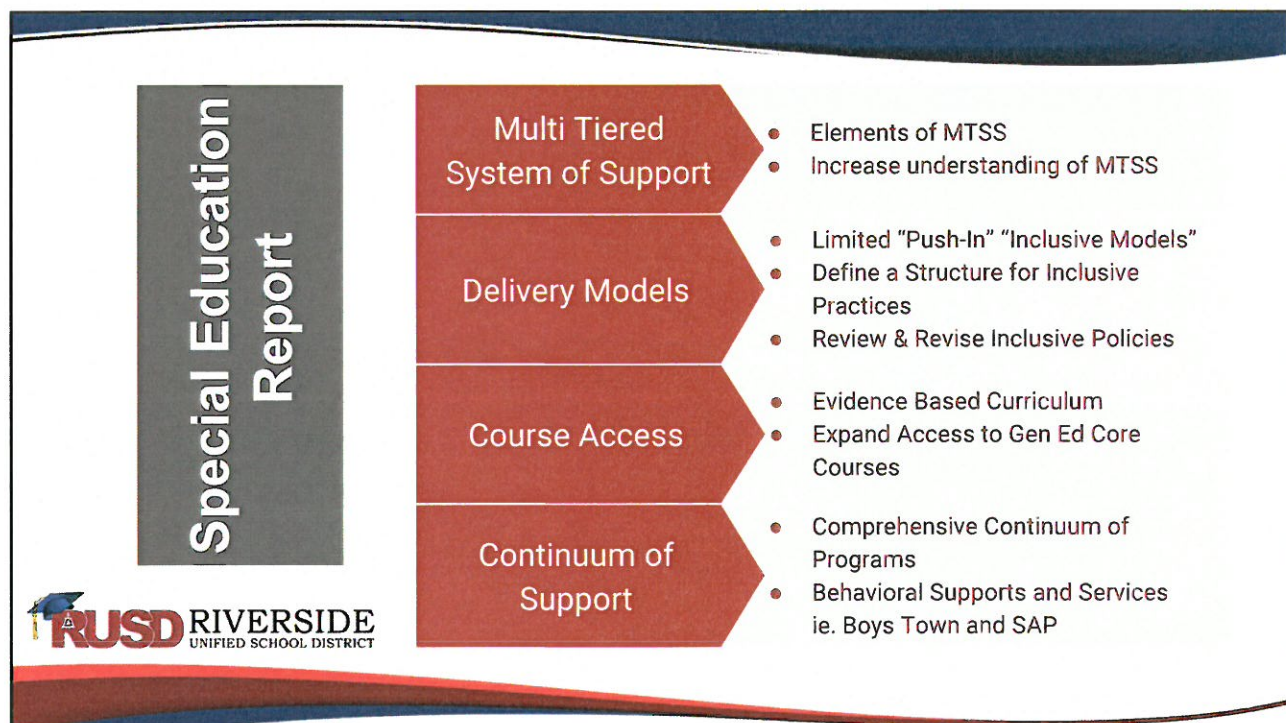 Special Education
Report
Multi Tiered
System of Support
• Elements of MTSS
• Increase understanding of MTSS
Delivery Models
• Limited “Push-In” “Inclusive Models”
• Define a Structure for Inclusive
Practices
• Review & Revise Inclusive Policies
Course Access
• Evidence Based Curriculum
• Expand Access to Gen Ed Core
Courses
Continuum of
Support
• Comprehensive Continuum of
Programs
• Behavioral Supports and Services
ie. Boys Town and SAP
RUSD RIVERSIDE
UNIFIED SCHOOL DISTRICT